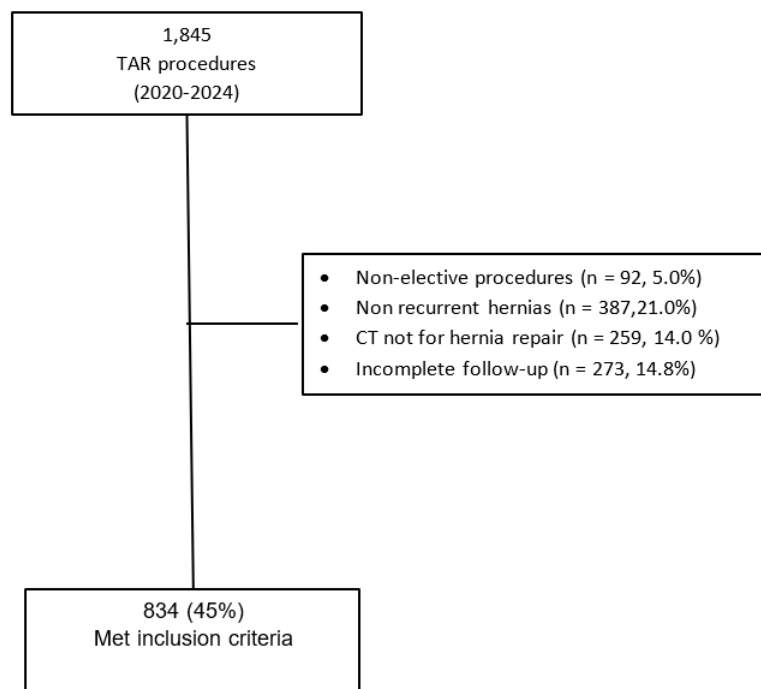 1,845
TAR procedures
(2020-2024)
• Non-elective procedures (n = 92, 5.0%)
• Non recurrent hernias (n = 387,21.0%)
• CT not for hernia repair (n = 259, 14.0 %)
• Incomplete follow-up (n = 273, 14.8%)
834 (45%)
Met inclusion criteria